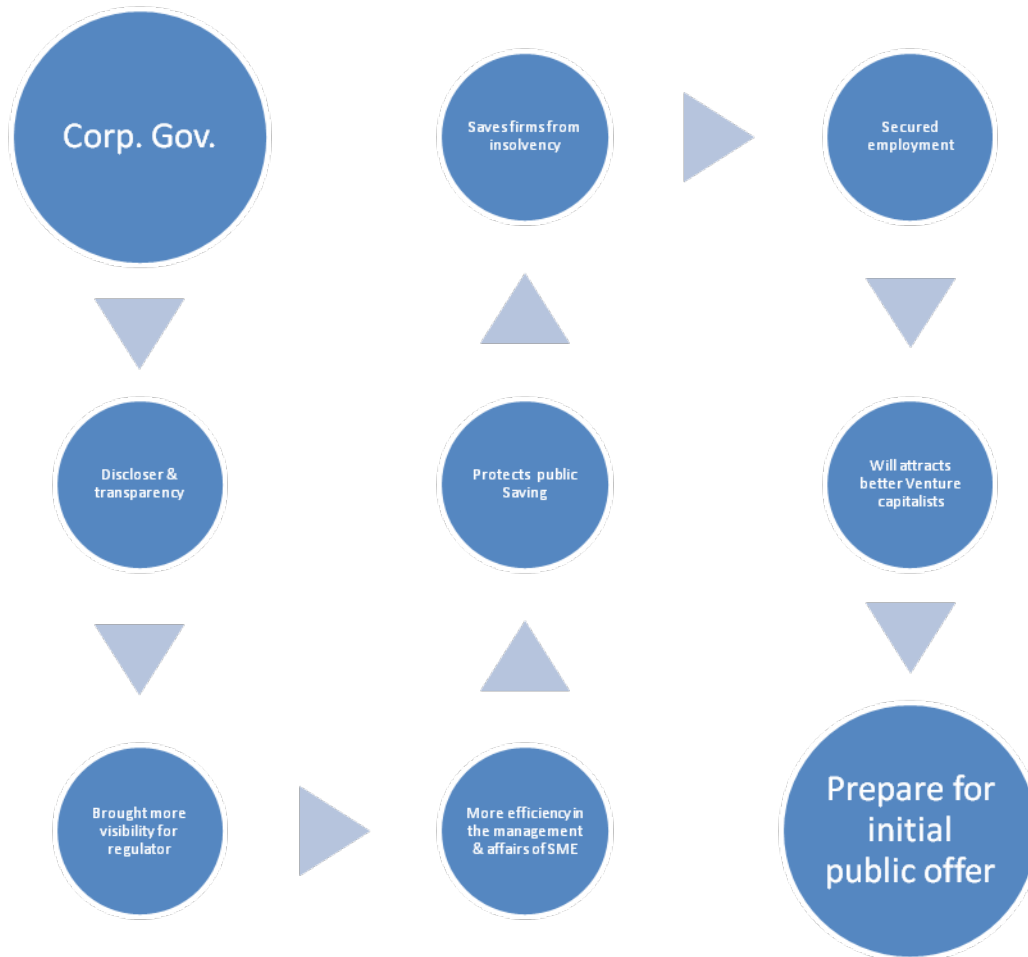 Corp. Gov.
Discloser &
transparency
Brought more
visibility for
regulator
More efficiency in
the management
& affairs of SME
Protects public
Saving
Saves firms from
insolvency
Secured
employment
Will attracts
better Venture
capitalists
Prepare for
initial
public offer